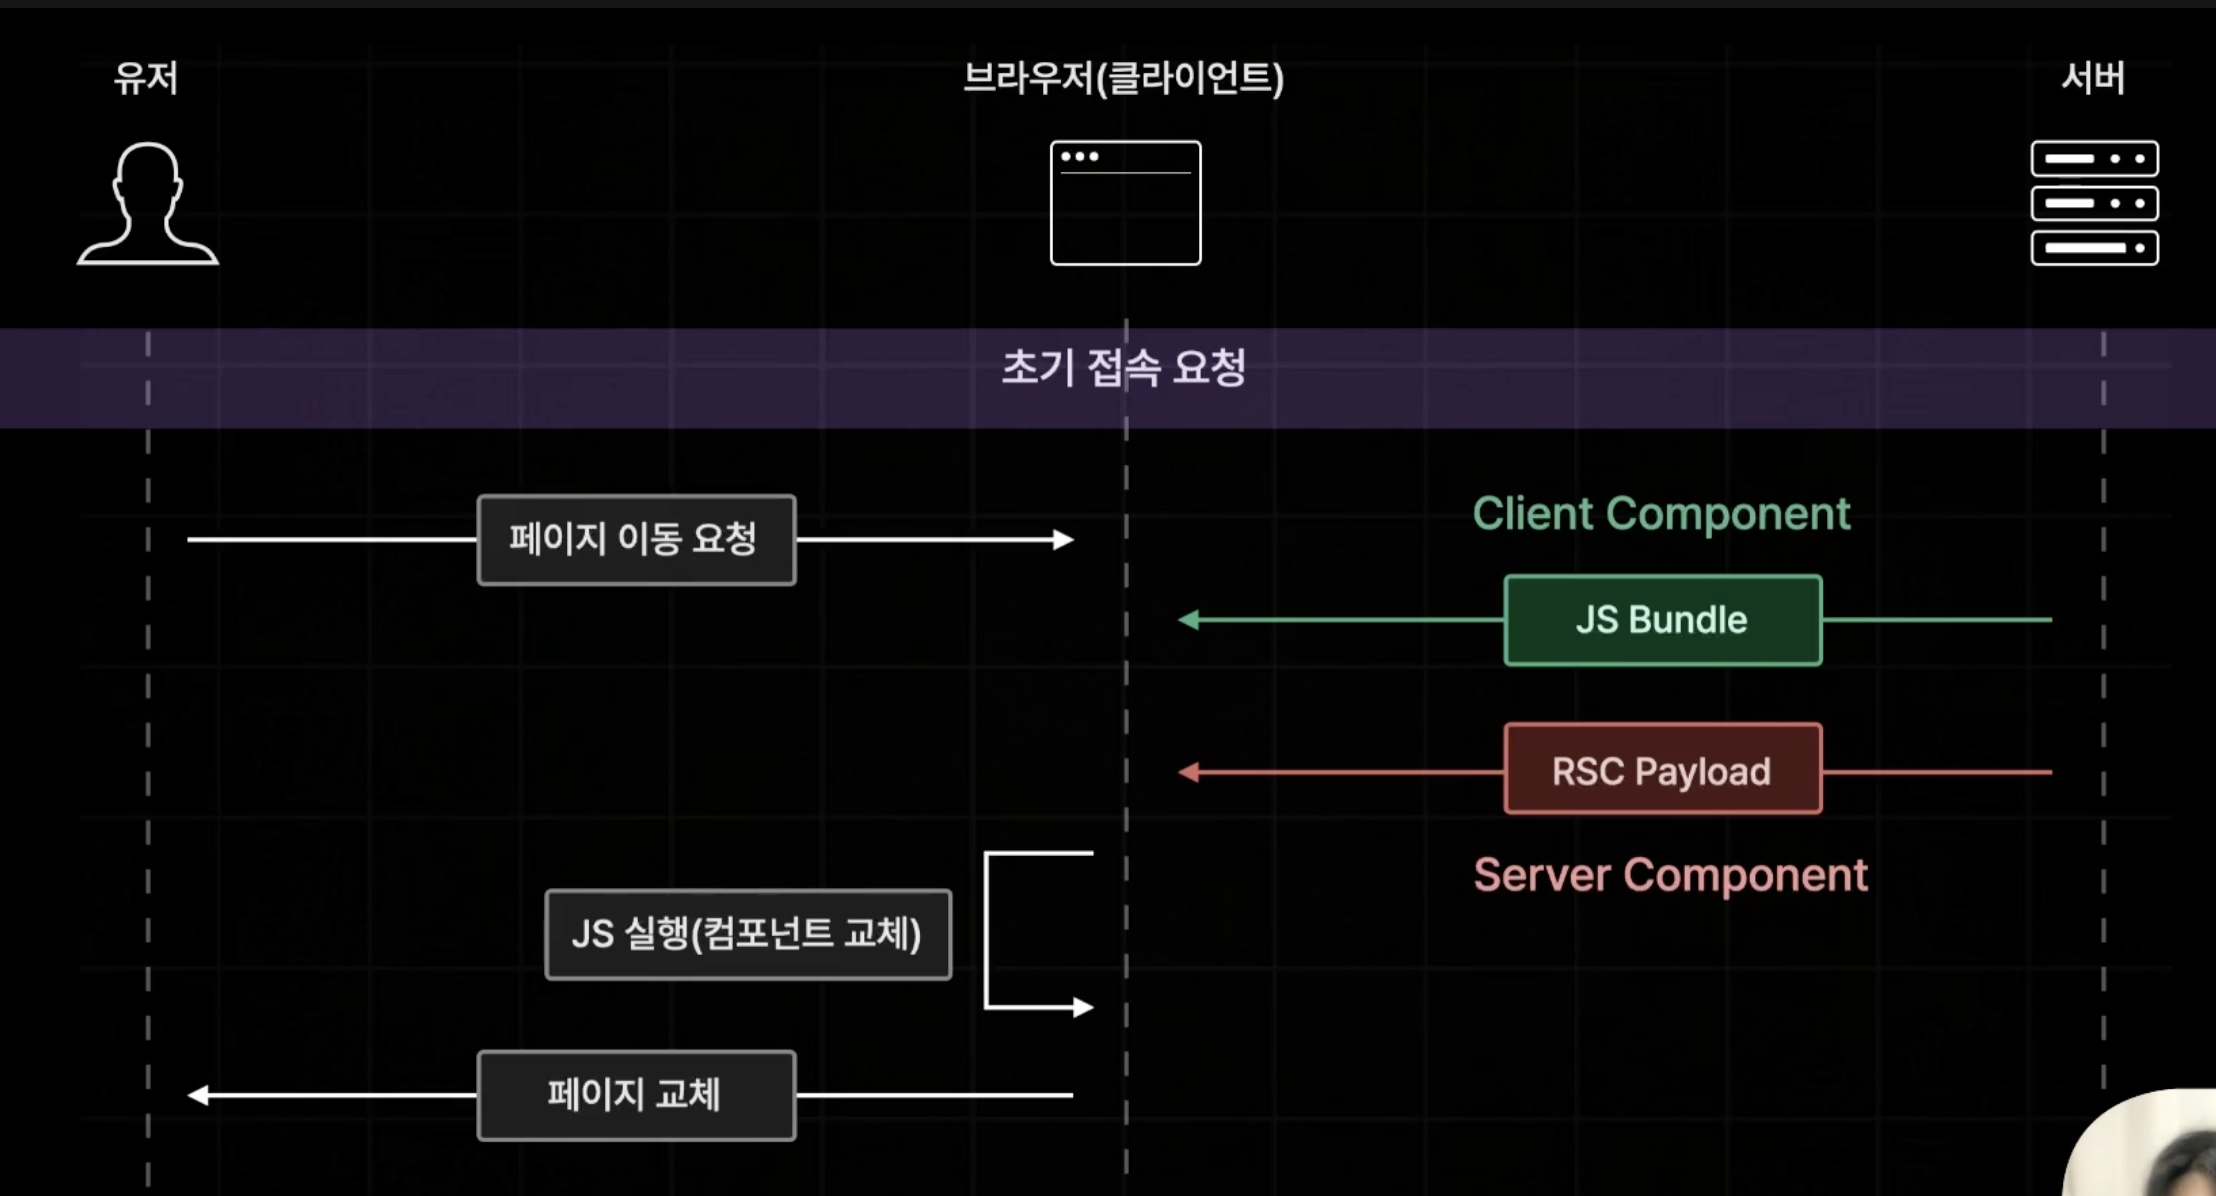 유저
브라우저(클라이언트)
서버
초기 접속 요청
페이지 이동 요청
Client Component
JS Bundle
RSC Payload
Server Component
JS 실행(컴포넌트 교체)
페이지 교체